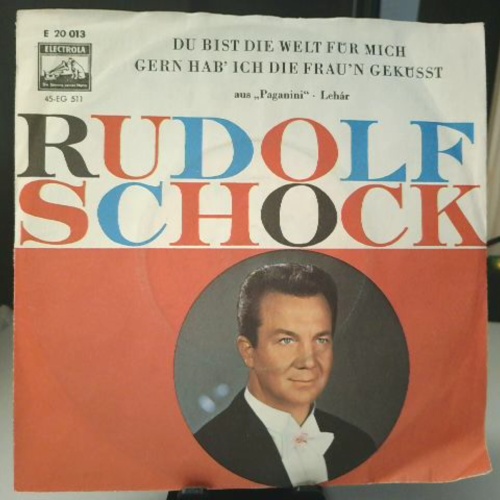 E 20 013
ELECTROLA
45-EG 511
DU BIST DIE WELT FÜR MICH
GERN HAB' ICH DIE FRAU'N GEKÜSST
aus „Paganini“ - Lehár
RUDOLF
SCHOCK